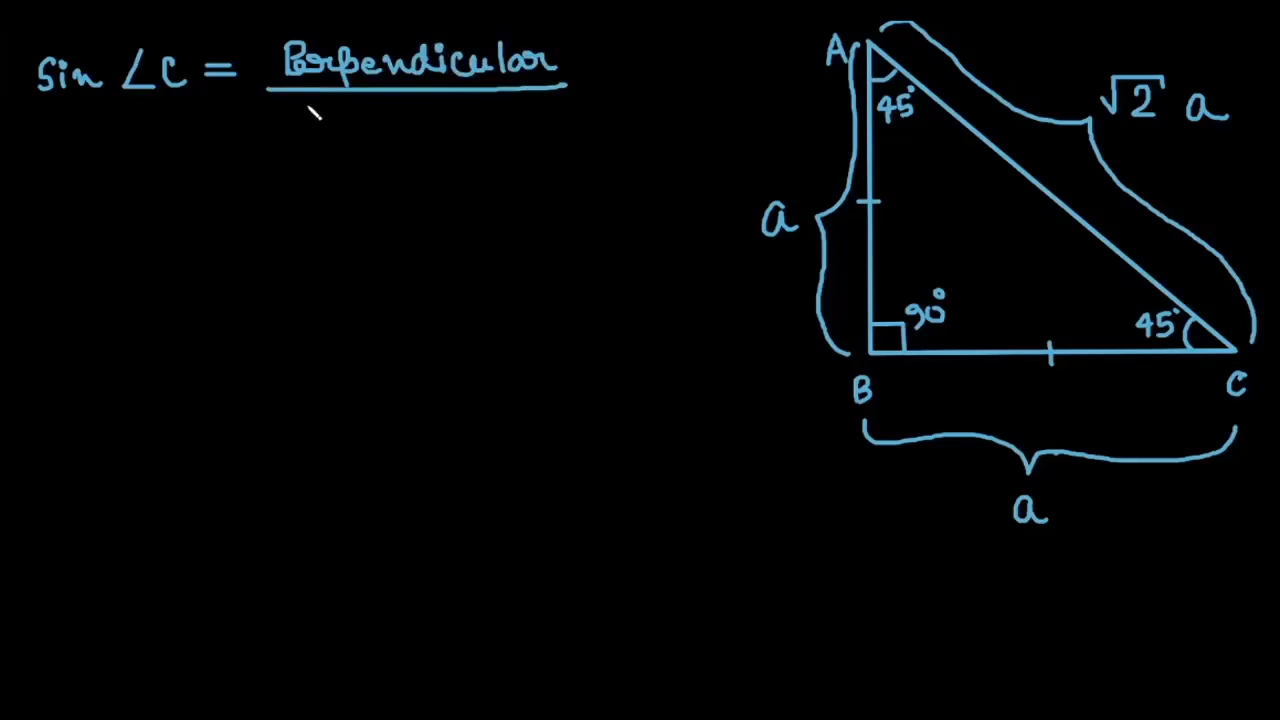 sin ∠C = Perpendicular
A
45°
√2 a
a
90°
45°
B
C
a